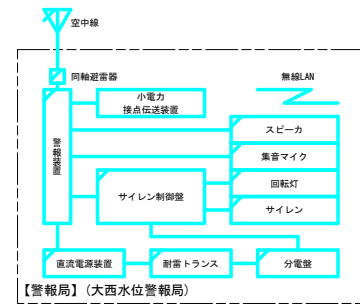 空中線
同軸避雷器
無線LAN
小電力
接点伝送装置
警報装置
スピーカ
集音マイク
回転灯
サイレン制御盤
サイレン
直流電源装置
耐雷トランス
分電盤
【警報局】(大西水位警報局)